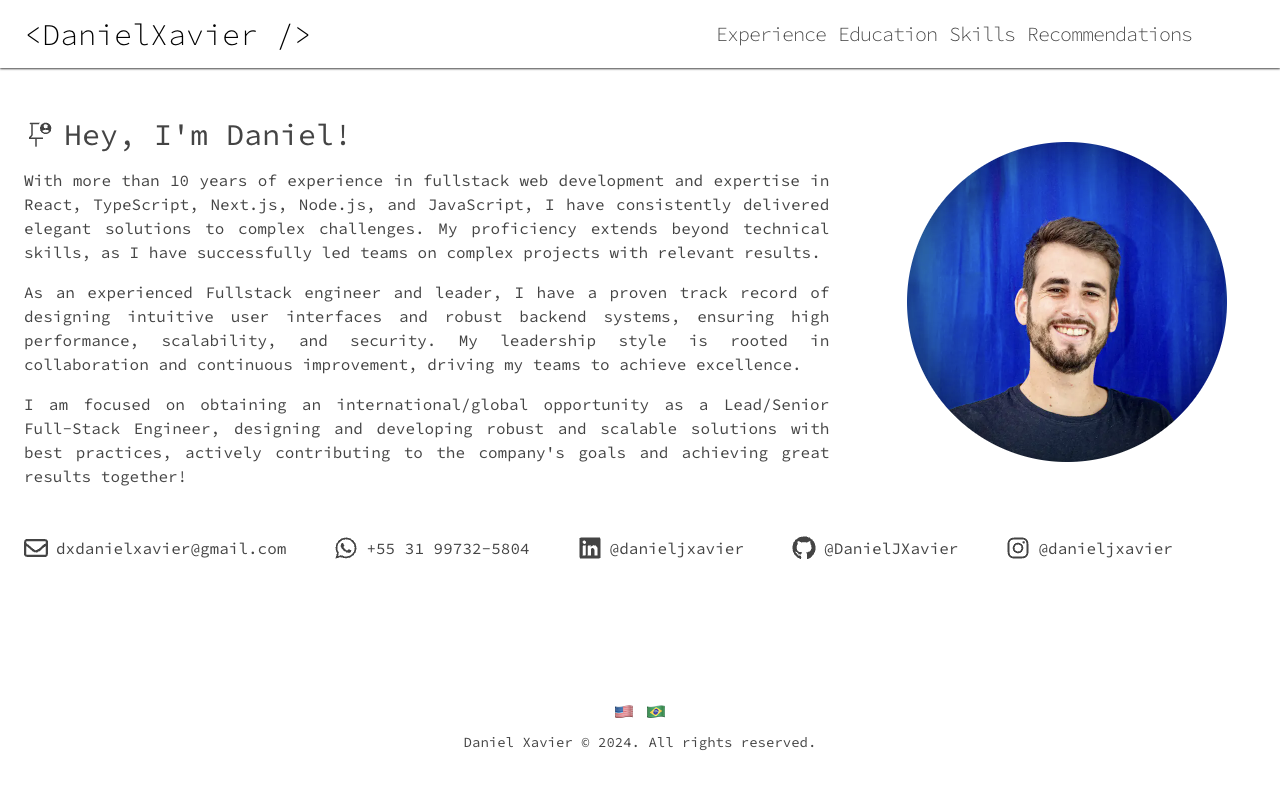 <DanielXavier />
Experience Education Skills Recommendations
Hey, I'm Daniel!
With more than 10 years of experience in fullstack web development and expertise in
React, TypeScript, Next.js, Node.js, and JavaScript, I have consistently delivered
elegant solutions to complex challenges. My proficiency extends beyond technical
skills, as I have successfully led teams on complex projects with relevant results.
As an experienced Fullstack engineer and leader, I have a proven track record of
designing intuitive user interfaces and robust backend systems, ensuring high
performance, scalability, and security. My leadership style is rooted in
collaboration and continuous improvement, driving my teams to achieve excellence.
I am focused on obtaining an international/global opportunity as a Lead/Senior
Full-Stack Engineer, designing and developing robust and scalable solutions with
best practices, actively contributing to the company's goals and achieving great
results together!
dxdanielxavier@gmail.com
+55 31 99732-5804
@danieljxavier
@DanielJXavier
@danieljxavier
Daniel Xavier © 2024. All rights reserved.